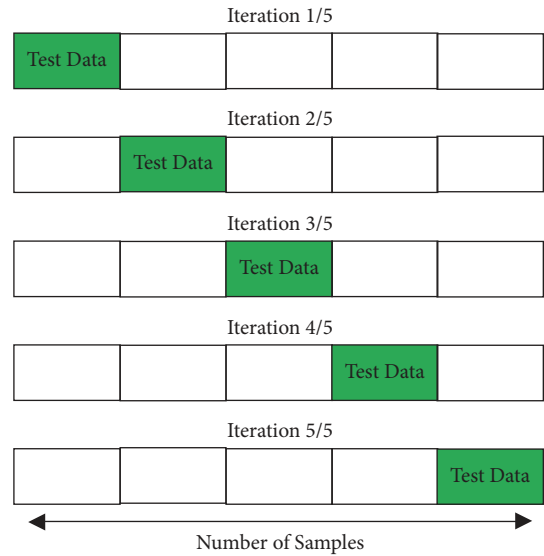 Iteration 1/5
Test Data
Iteration 2/5
Test Data
Iteration 3/5
Test Data
Iteration 4/5
Test Data
Iteration 5/5
Test Data
Number of Samples